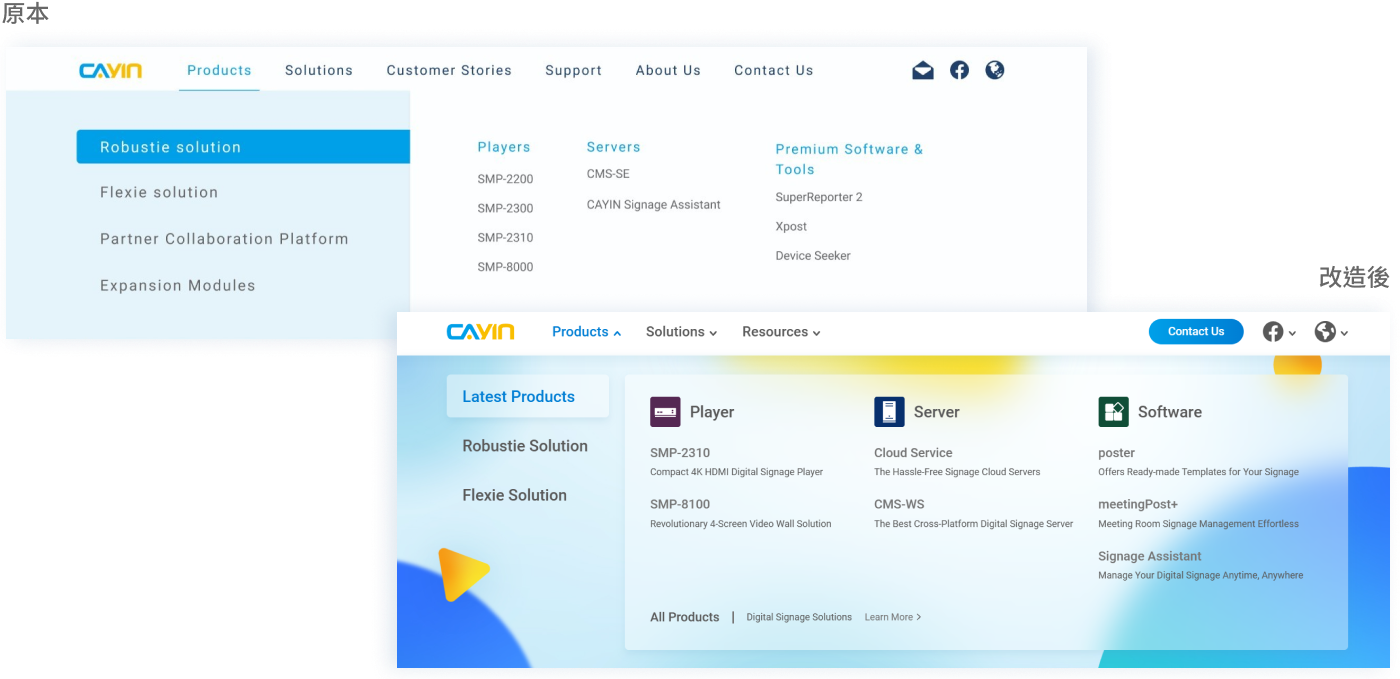 原本
CAYIN Products Solutions Customer Stories Support About Us Contact Us
Robustie solution
Flexie solution
Partner Collaboration Platform
Expansion Modules
Players
SMP-2200
SMP-2300
SMP-2310
SMP-8000
Servers
CMS-SE
CAYIN Signage Assistant
Premium Software &
Tools
SuperReporter 2
Xpost
Device Seeker
改造後
CAYIN Products Solutions Resources Contact Us
Latest Products
Robustie Solution
Flexie Solution
Player
SMP-2310
Compact 4K HDMI Digital Signage Player
SMP-8100
Revolutionary 4-Screen Video Wall Solution
Server
Cloud Service
The Hassle-Free Signage Cloud Servers
CMS-WS
The Best Cross-Platform Digital Signage Server
Software
poster
Offers Ready-made Templates for Your Signage
meetingPost+
Meeting Room Signage Management Effortless
Signage Assistant
Manage Your Digital Signage Anytime, Anywhere
All Products | Digital Signage Solutions Learn More >